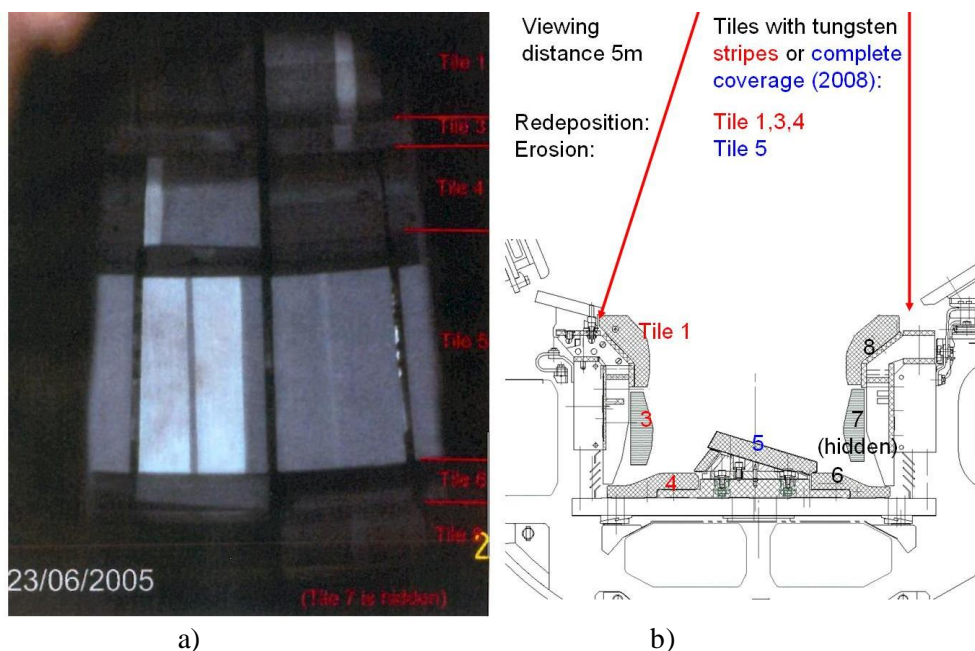 Tile 1
Tile 3
Tile 4
Tile 5
Tile 6
Tile 8
2
23/06/2005
(Tile 7 is hidden)
a)
Viewing
distance 5m
Tiles with tungsten
stripes or complete
coverage (2008):
Redeposition:
Tile 1,3,4
Erosion:
Tile 5
Tile 1
8
3
7
(hidden)
5
4
6
b)